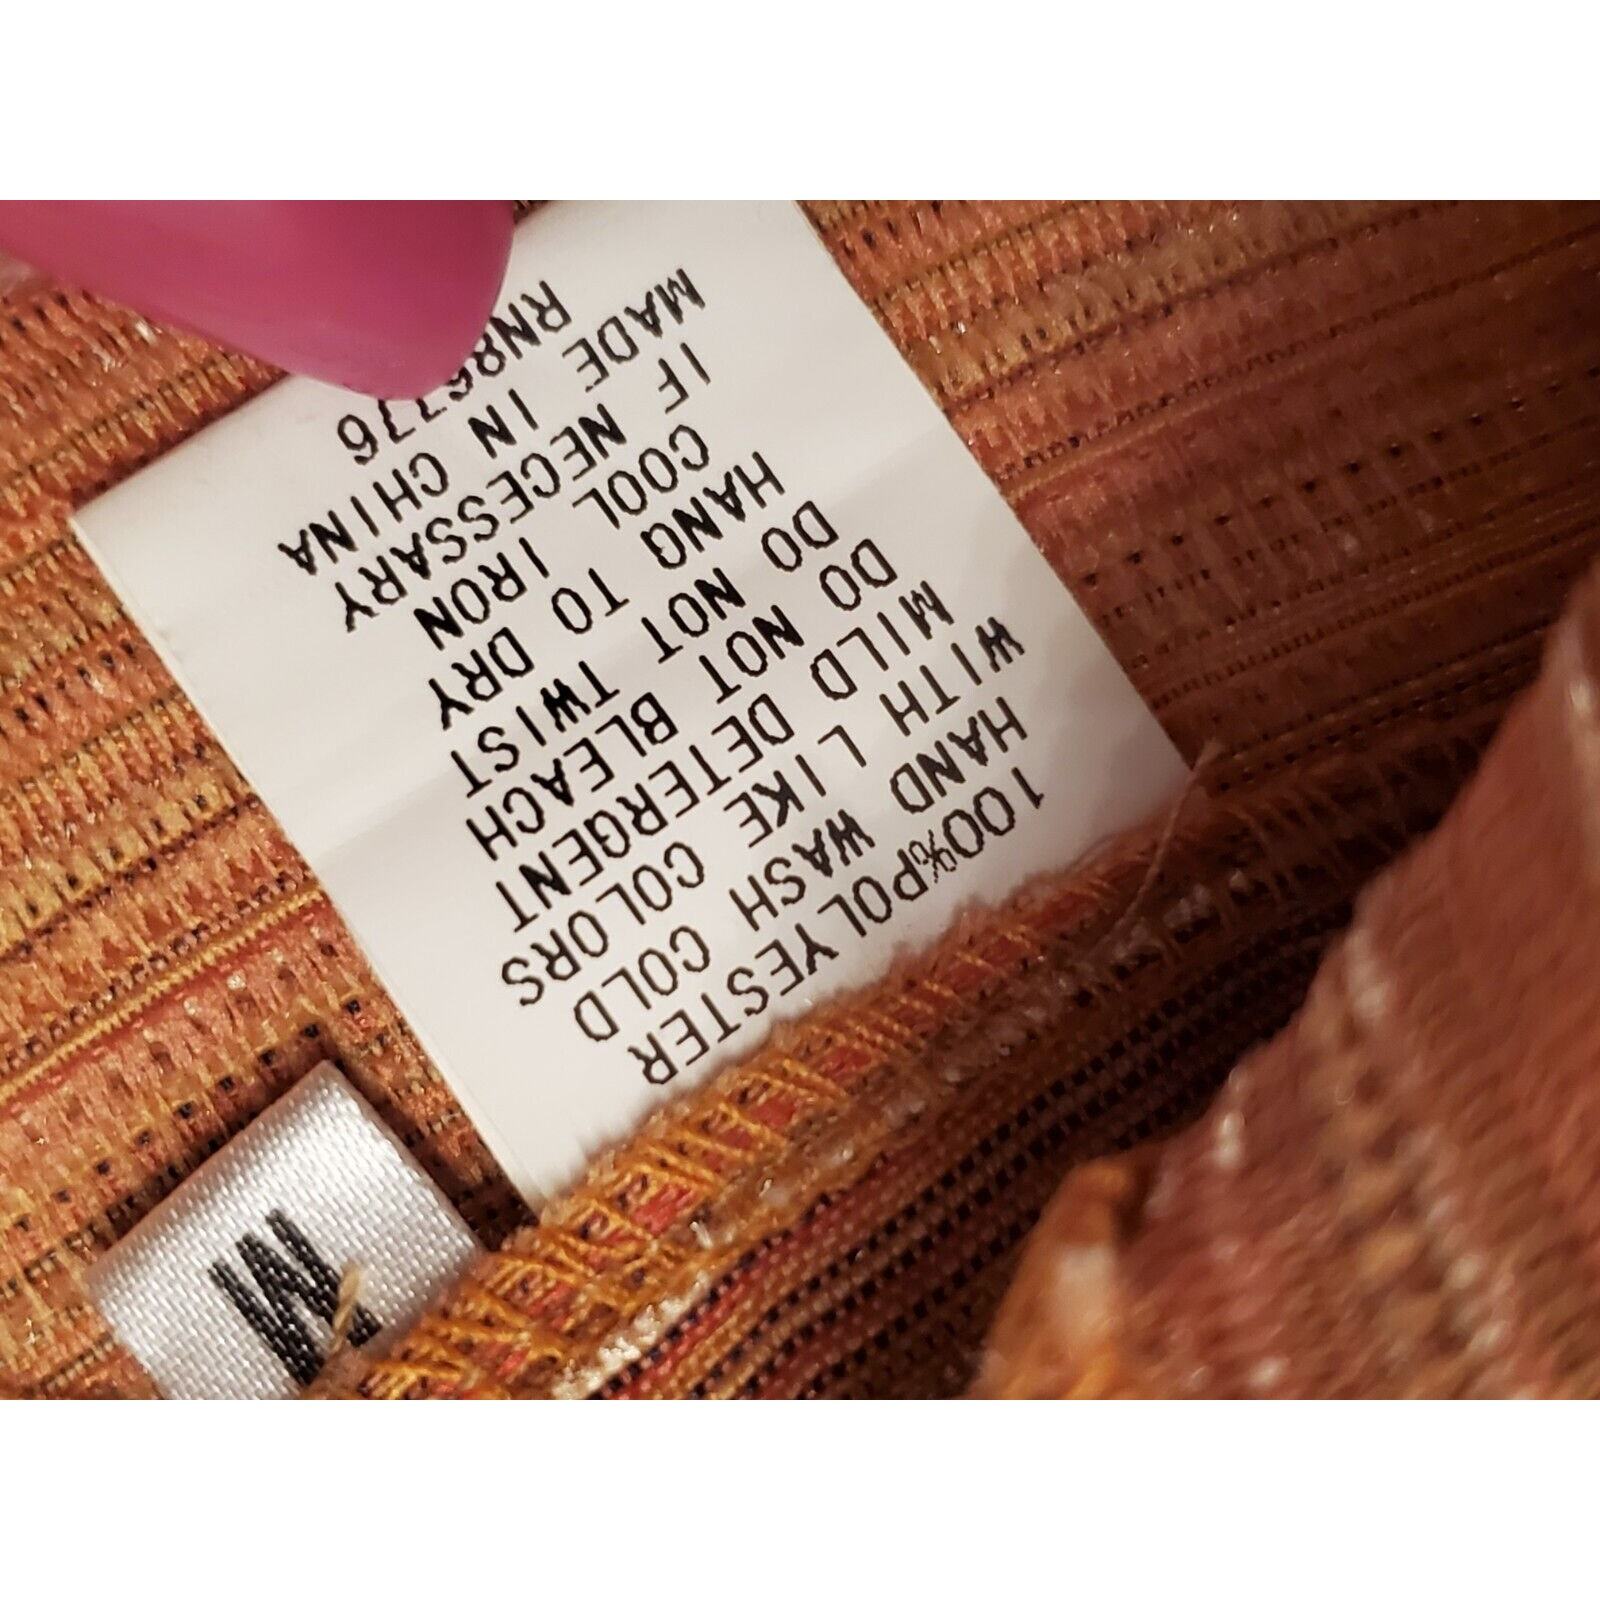 100%POLYESTER
HAND WASH COLD
WITH LIKE COLORS
MILD DETERGENT
DO NOT BLEACH
DO NOT TWIST
HANG TO DRY
COOL IRON
IF NECESSARY
MADE IN CHINA
RN86776
M